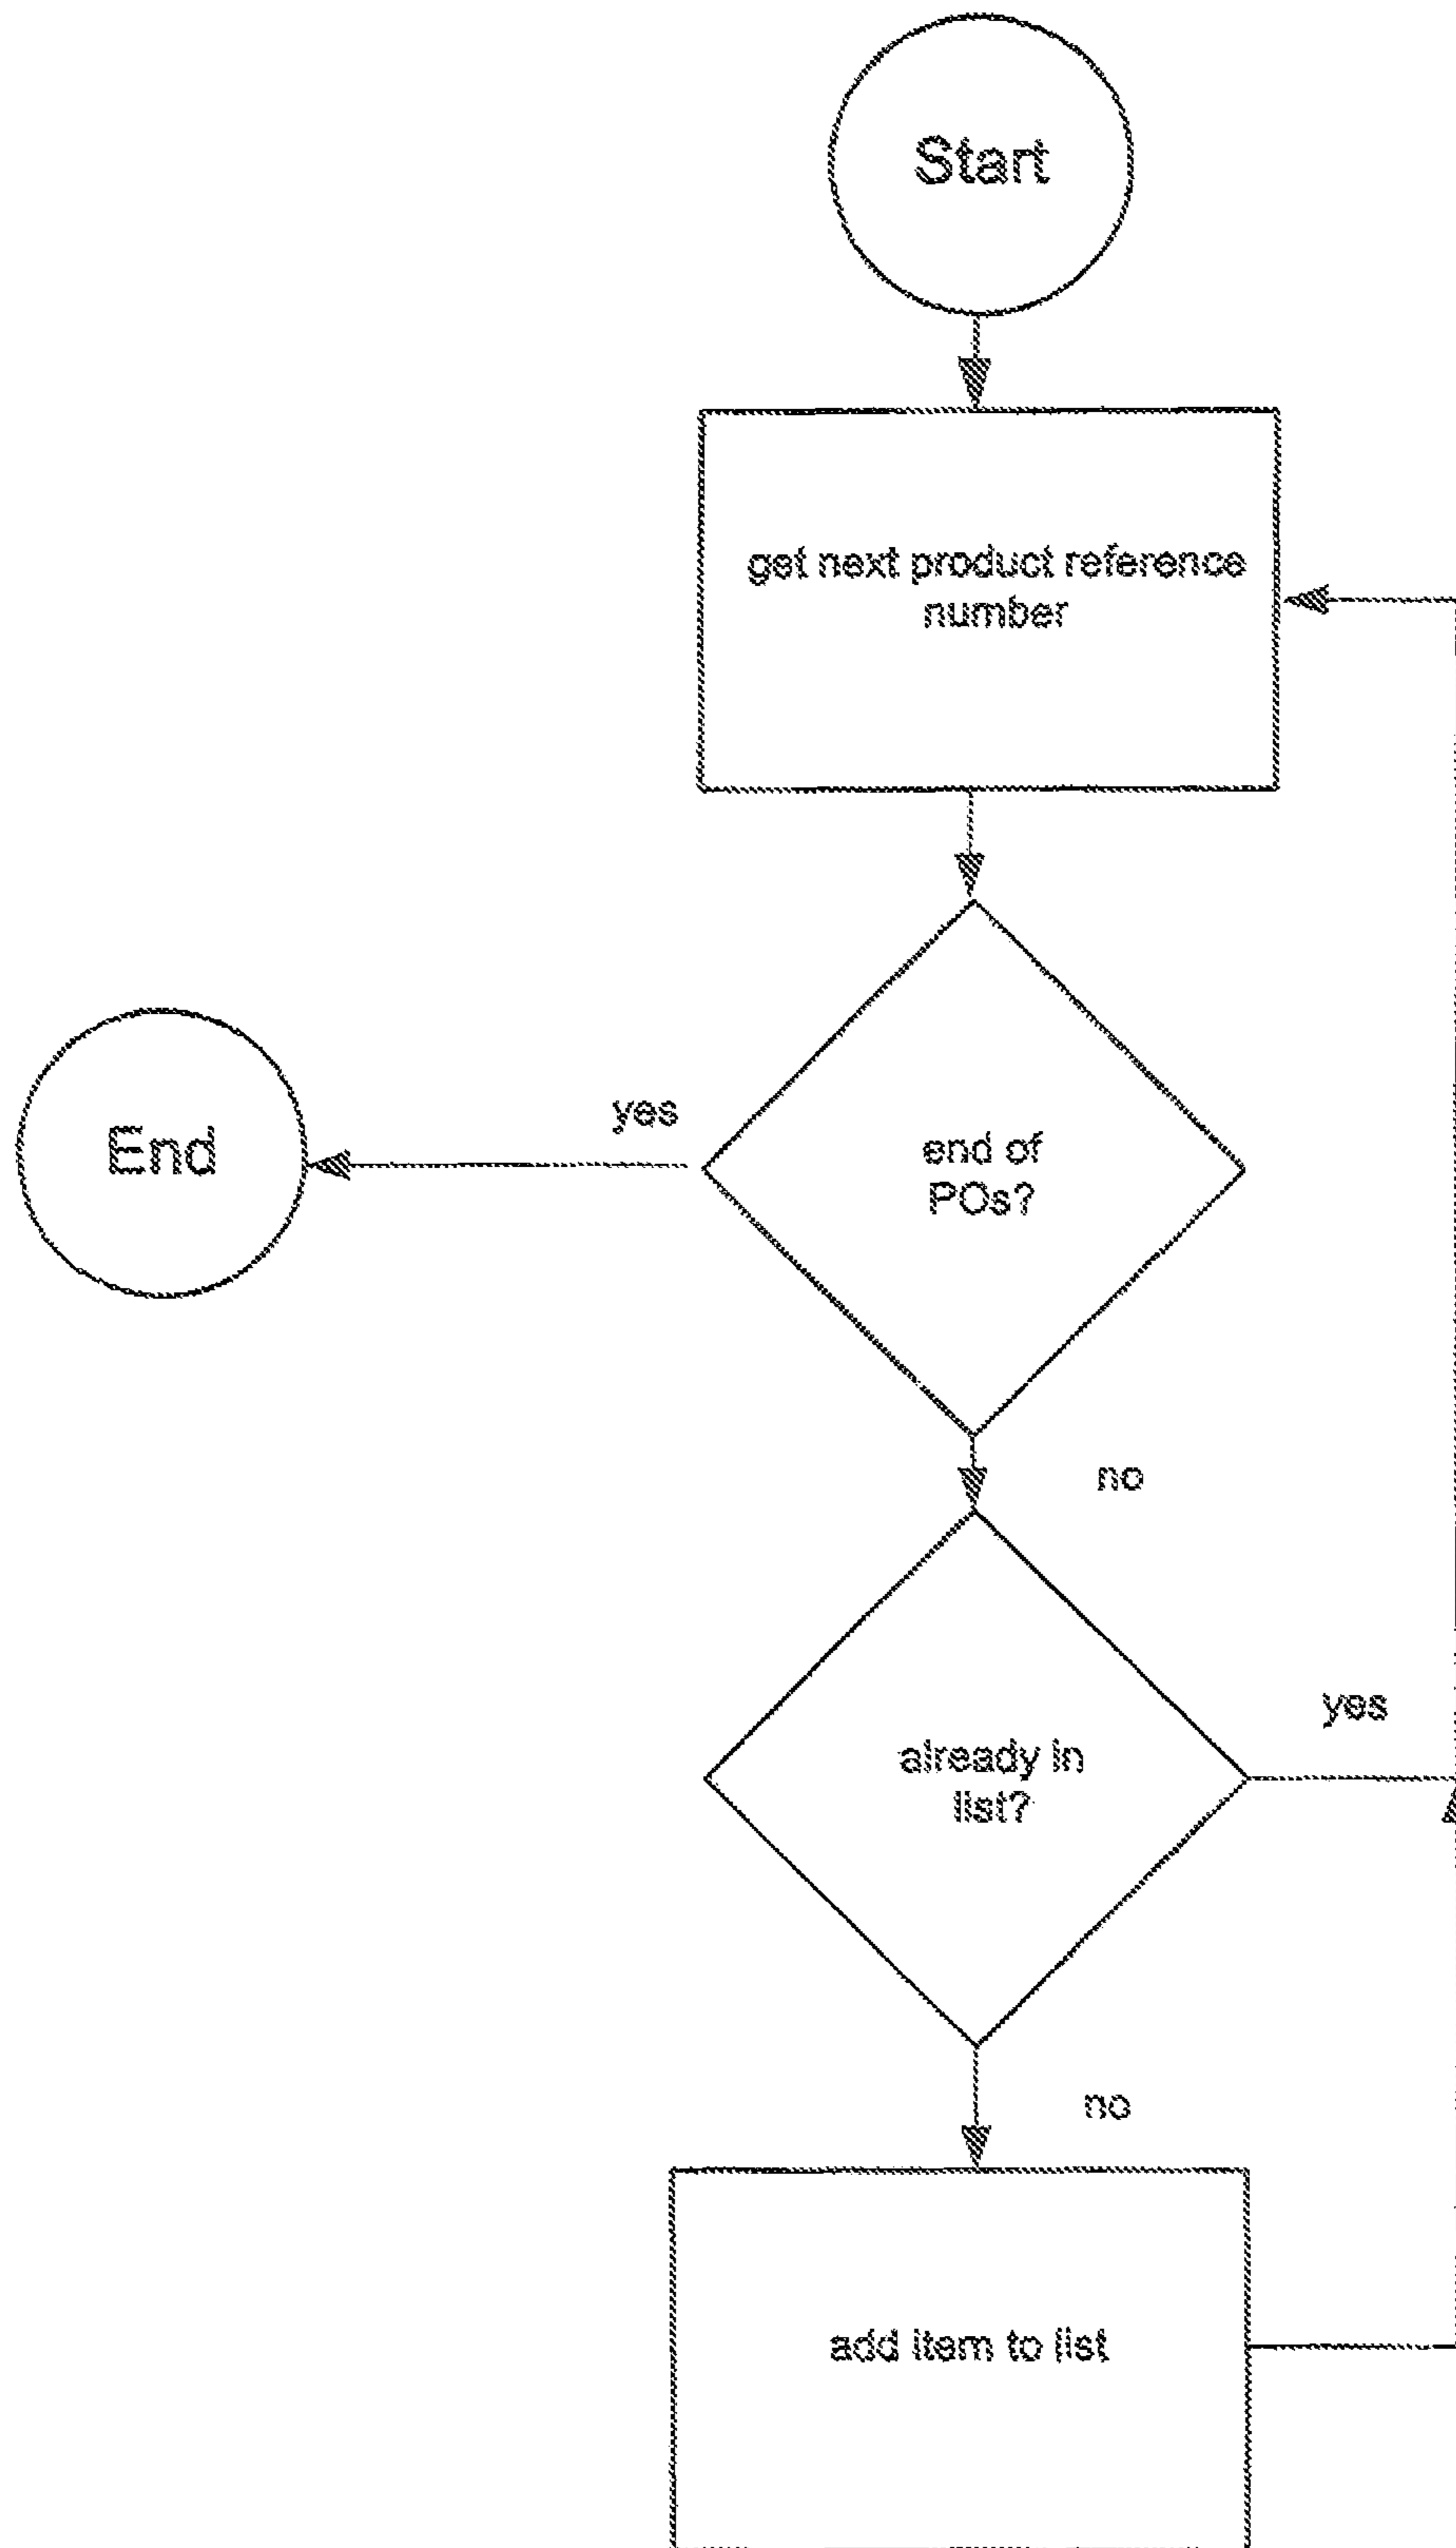 Start
get next product reference
number
yes
End
end of
POs?
no
yes
already in
list?
no
add item to list